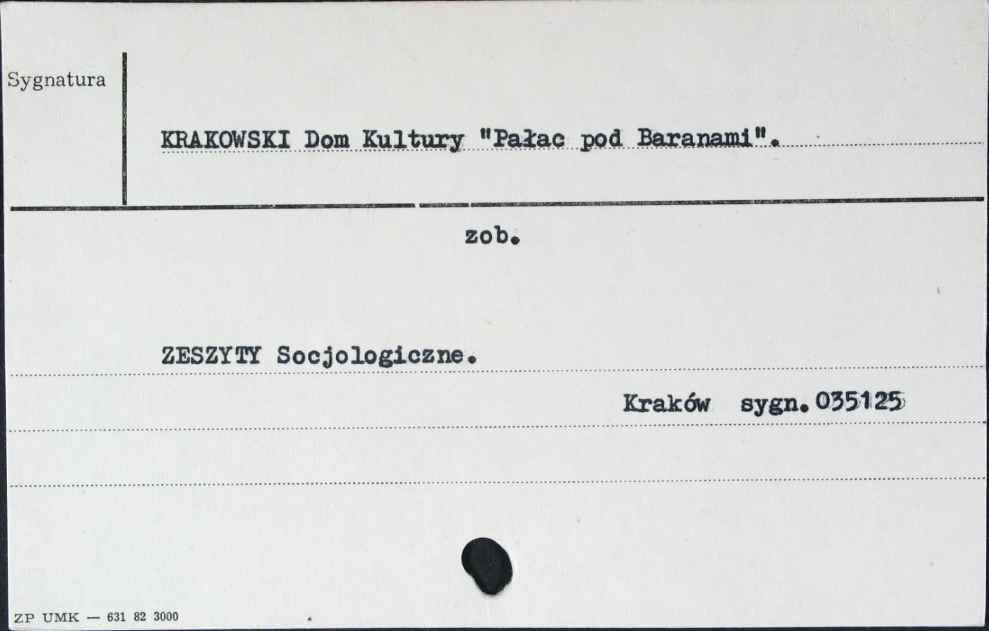 Sygnatura
KRAKOWSKI Dom Kultury "Pałac pod Baranami".
zob.
ZESZYTY Socjologiczne.
Kraków sygn. 035125
ZP UMK — 631 82 3000